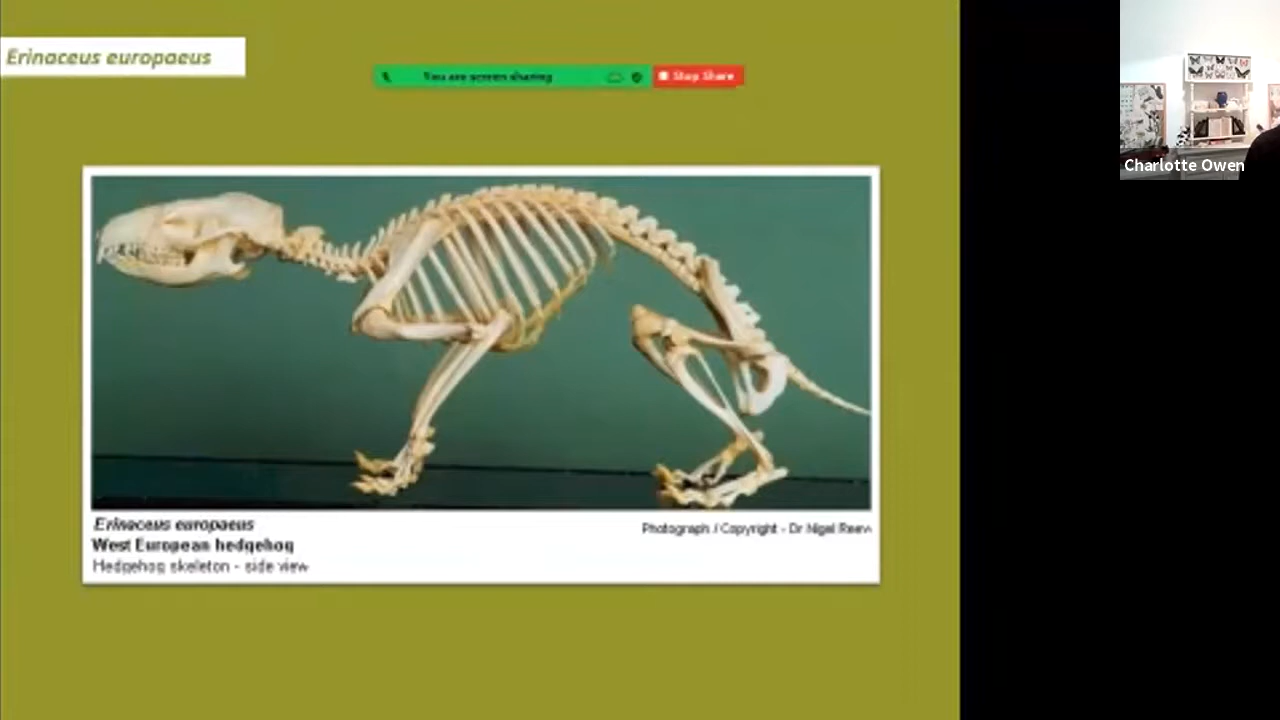 Erinaceus europaeus
You are screen sharing
Stop Share
Charlotte Owen
Erinaceus europaeus
West European hedgehog
Hedgehog skeleton - side view
Photograph / Copyright - Dr Nigel Reeve